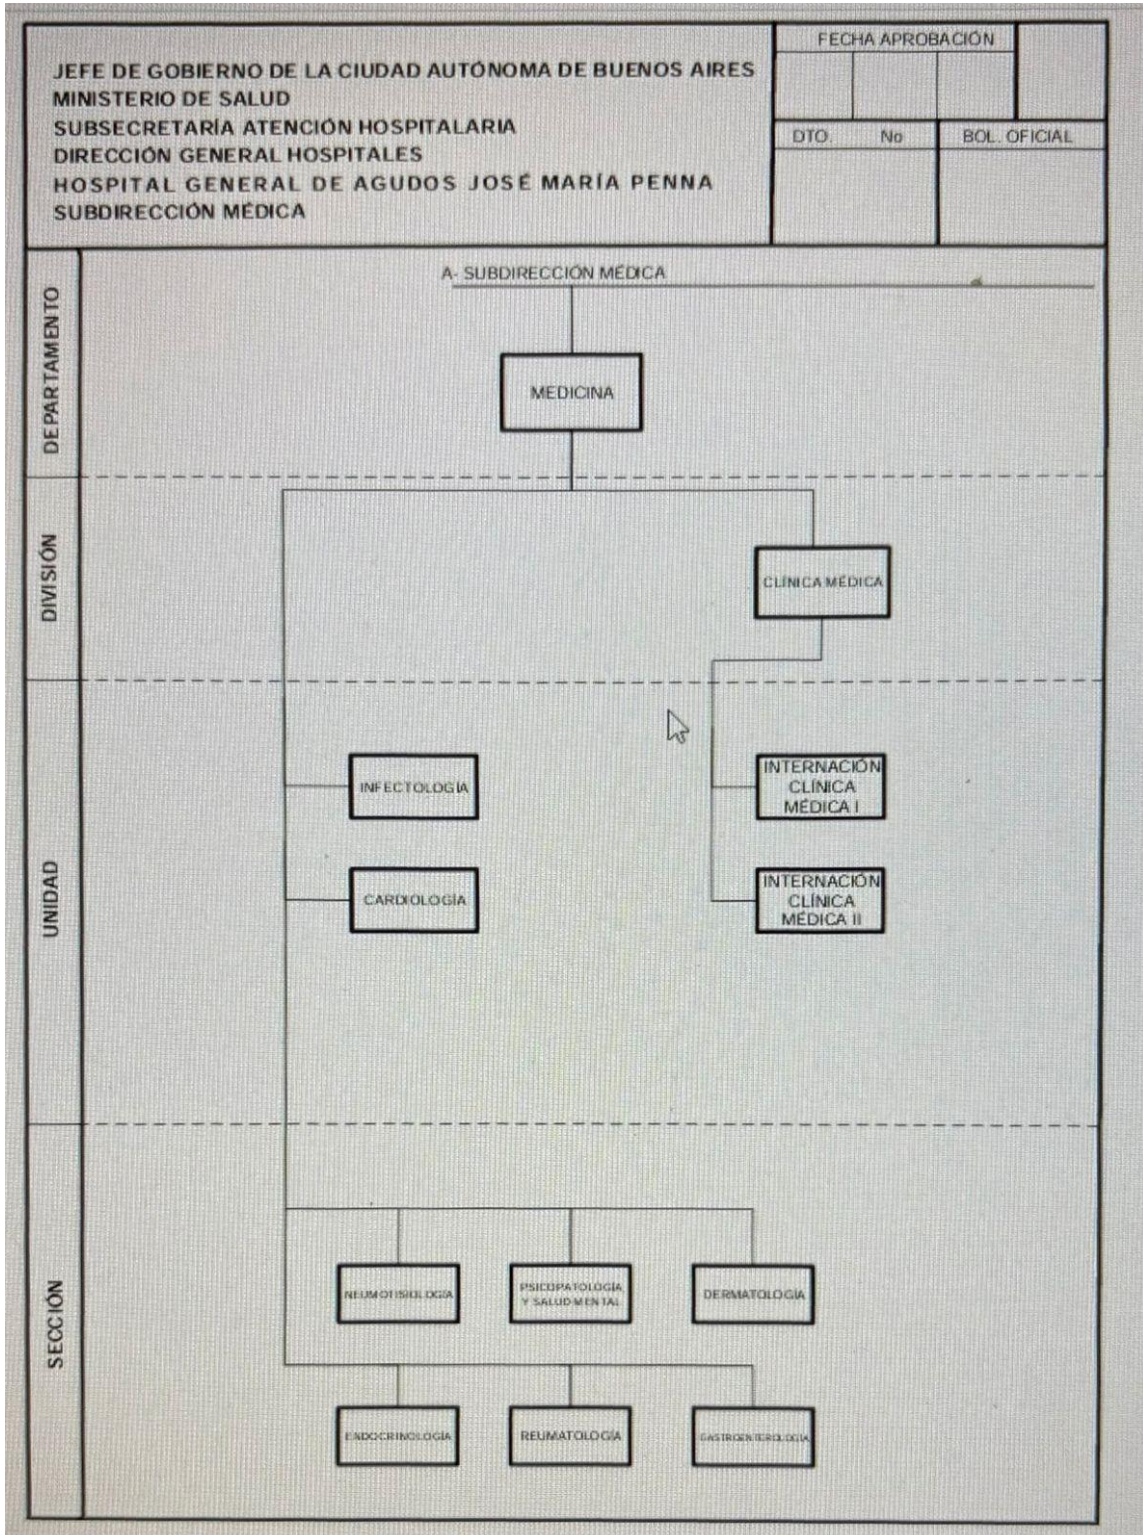 JEFE DE GOBIERNO DE LA CIUDAD AUTÓNOMA DE BUENOS AIRES
MINISTERIO DE SALUD
SUBSECRETARÍA ATENCIÓN HOSPITALARIA
DIRECCIÓN GENERAL HOSPITALES
HOSPITAL GENERAL DE AGUDOS JOSÉ MARÍA PENNA
SUBDIRECCIÓN MÉDICA
FECHA APROBACIÓN
DTO. No
BOL. OFICIAL
DEPARTAMENTO
A- SUBDIRECCIÓN MÉDICA
MEDICINA
DIVISIÓN
CLÍNICA MÉDICA
UNIDAD
INFECTOLOGÍA
INTERNACIÓN
CLÍNICA
MÉDICA I
CARDIOLOGÍA
INTERNACIÓN
CLÍNICA
MÉDICA II
SECCIÓN
NEUMOTISIOLOGÍA
PSICOPATOLOGÍA
Y SALUD MENTAL
DERMATOLOGÍA
ENDOCRINOLOGÍA
REUMATOLOGÍA
GASTROENTEROLOGÍA